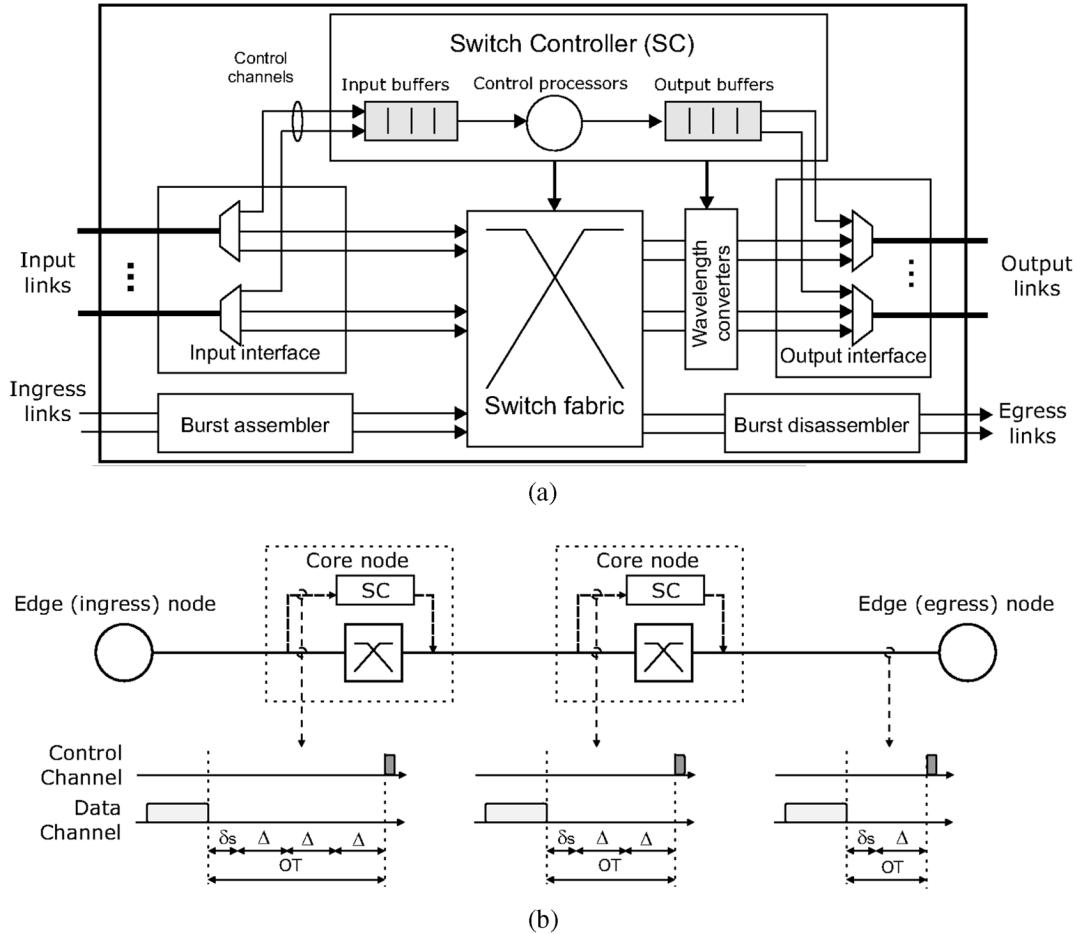 Switch Controller (SC)
Control
channels
Input buffers
Control processors
Output buffers
Input
links
Input interface
Wavelength
converters
Output interface
Output
links
Ingress
links
Burst assembler
Switch fabric
Burst disassembler
Egress
links
(a)
Core node
Core node
SC
SC
Edge (ingress) node
Edge (egress) node
Control
Channel
Data
Channel
δs Δ Δ Δ
OT
δs Δ Δ
OT
δs Δ
OT
(b)